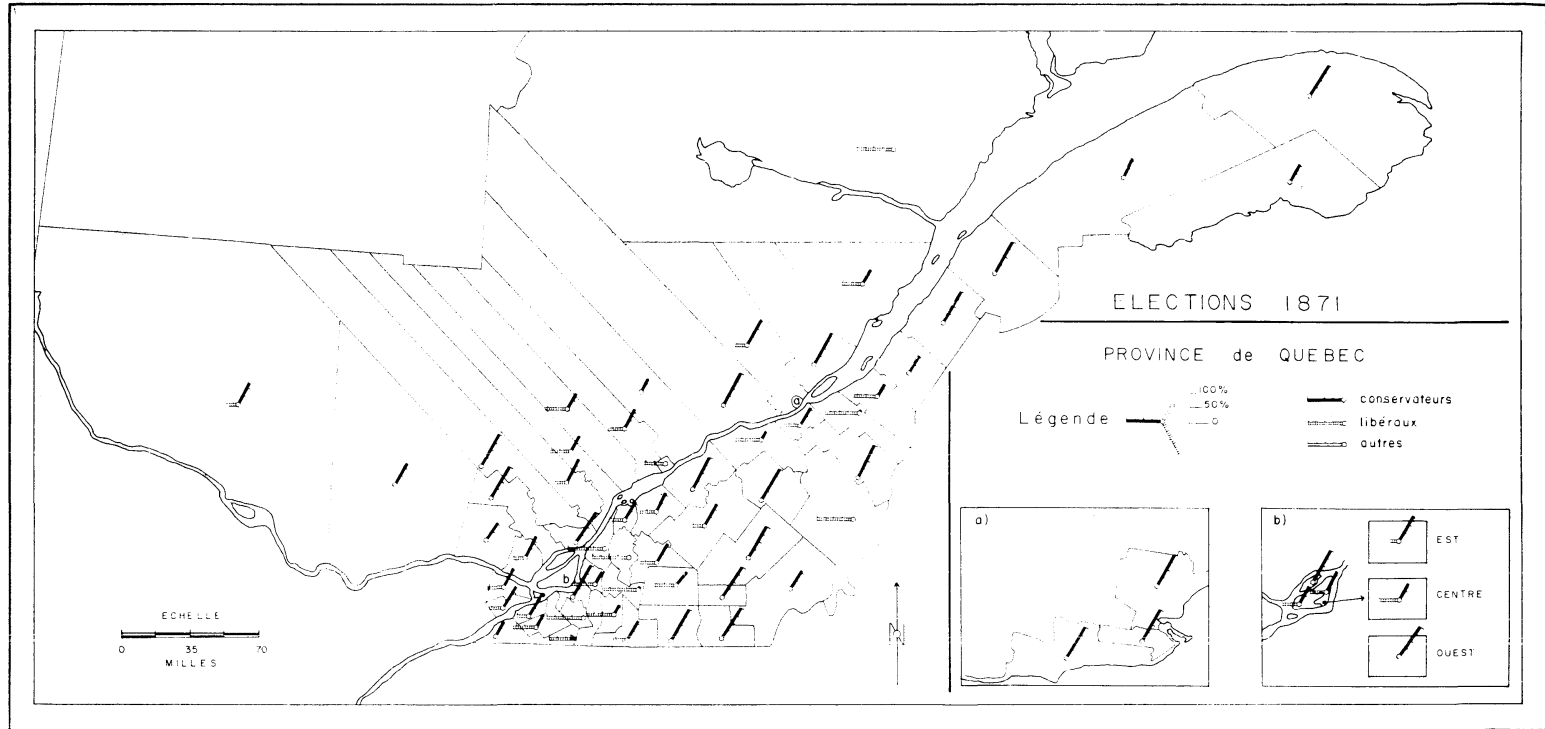 ELECTIONS 1871
PROVINCE de QUEBEC
Légende
100%
50%
0
conservateurs
libéraux
autres
a
b
ECHELLE
0 35 70
MILLES
N
a)
b)
EST
CENTRE
OUEST